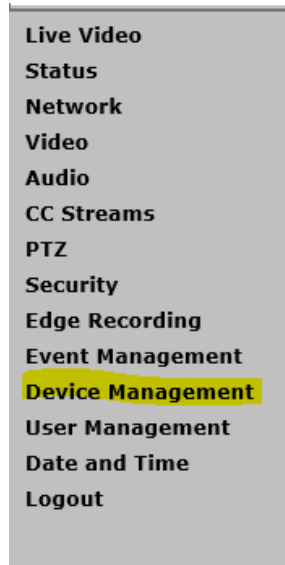 Live Video
Status
Network
Video
Audio
CC Streams
PTZ
Security
Edge Recording
Event Management
Device Management
User Management
Date and Time
Logout